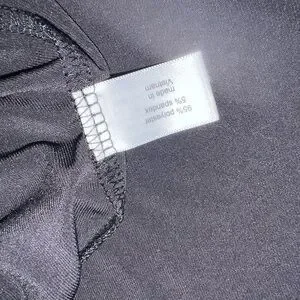 95% polyester
5% spandex
made in
Vietnam